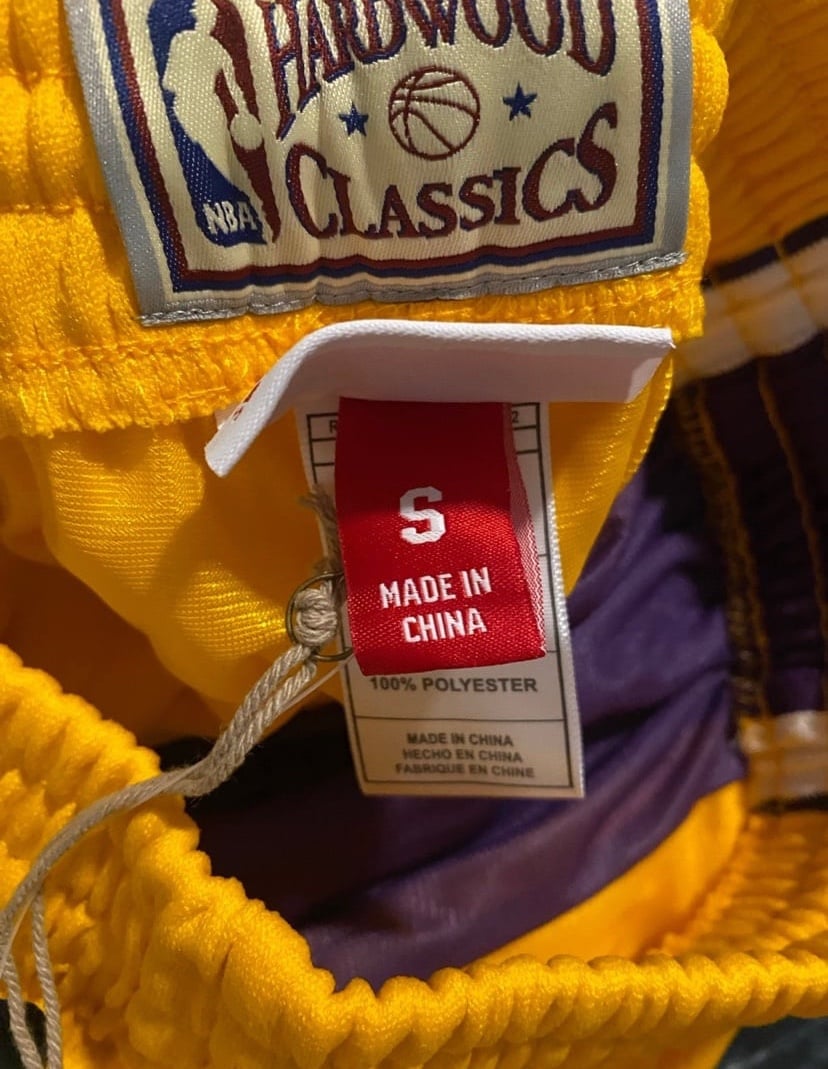 HARDWOOD
CLASSICS
NBA
S
MADE IN
CHINA
100% POLYESTER
MADE IN CHINA
HECHO EN CHINA
FABRIQUE EN CHINE